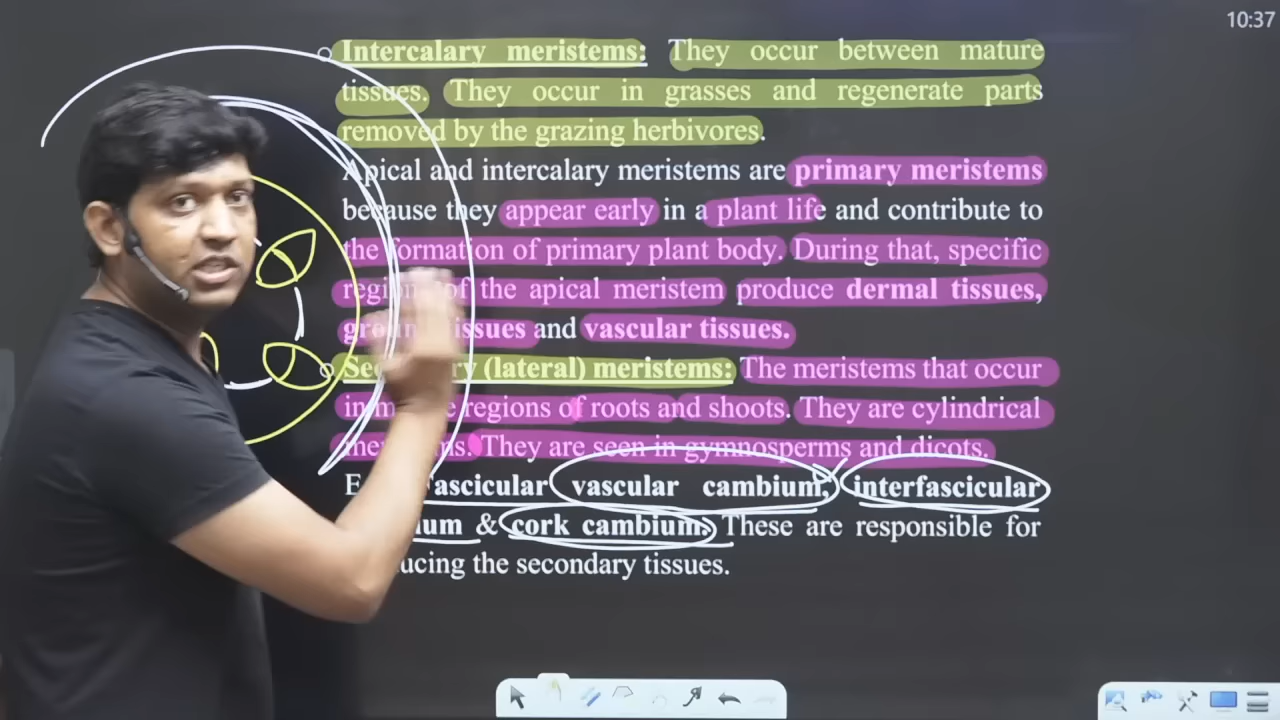 10:37
Intercalary meristems: They occur between mature
tissues. They occur in grasses and regenerate parts
removed by the grazing herbivores.
Apical and intercalary meristems are primary meristems
because they appear early in a plant life and contribute to
the formation of primary plant body. During that, specific
of the apical meristem produce dermal tissues,
and vascular tissues.
(lateral) meristems: The meristems that occur
in regions of roots and shoots. They are cylindrical
They are seen in gymnosperms and dicots.
vascular cambium, interfascicular
& cork cambium. These are responsible for
the secondary tissues.